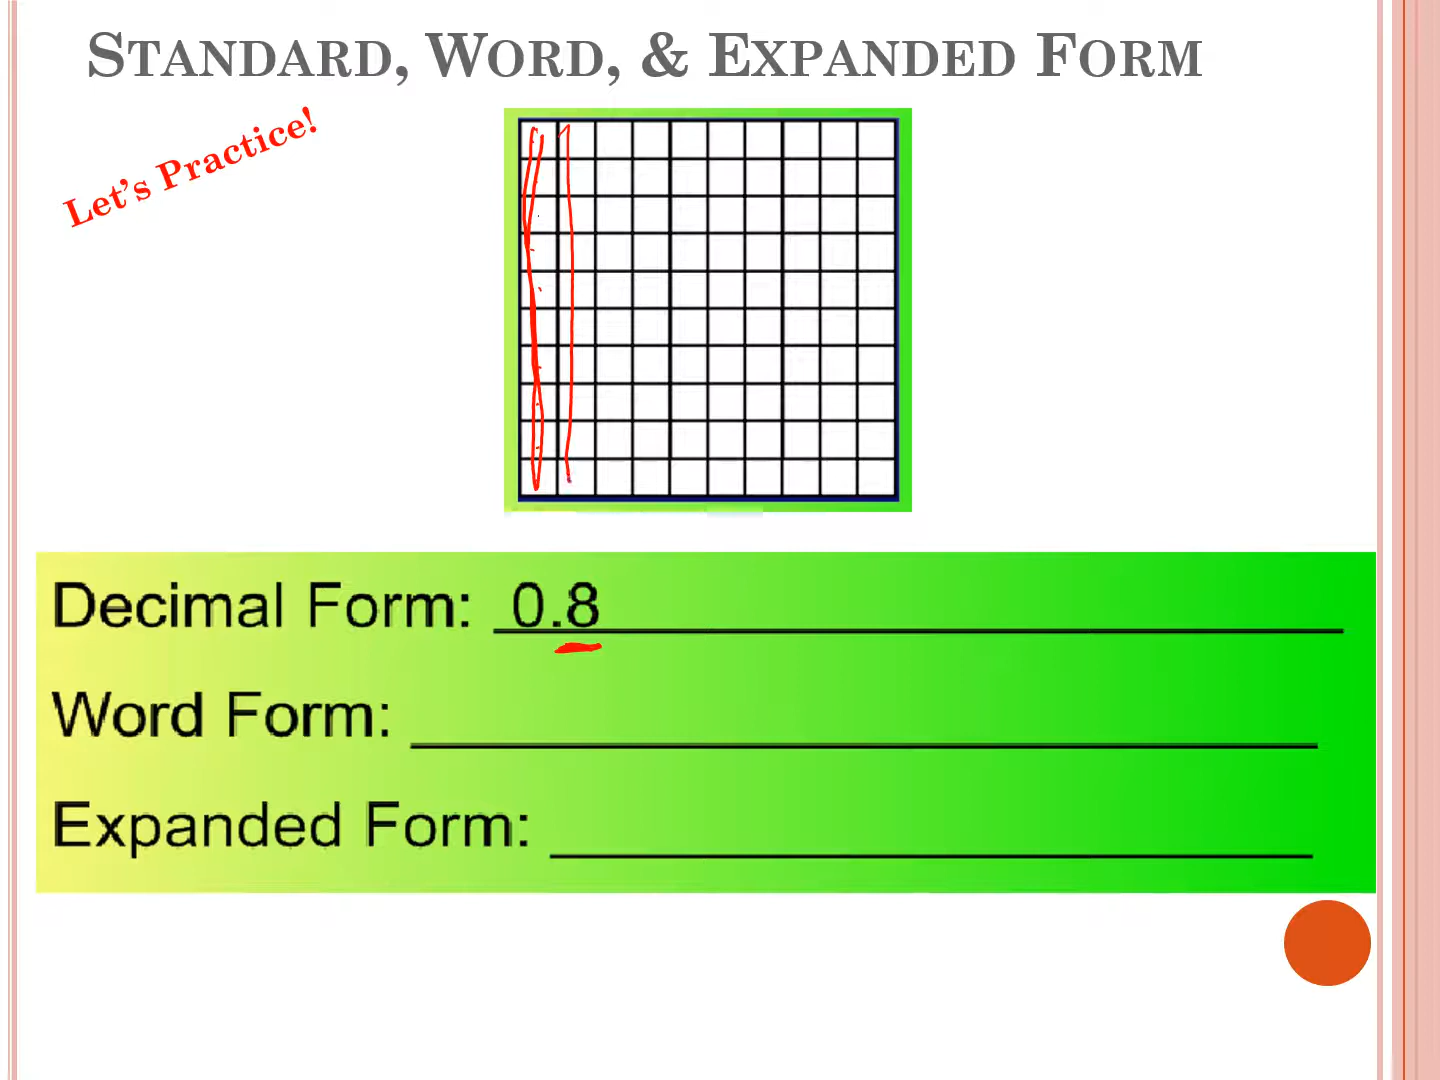 STANDARD, WORD, & EXPANDED FORM
Let's Practice!
Decimal Form: 0.8
Word Form:
Expanded Form: